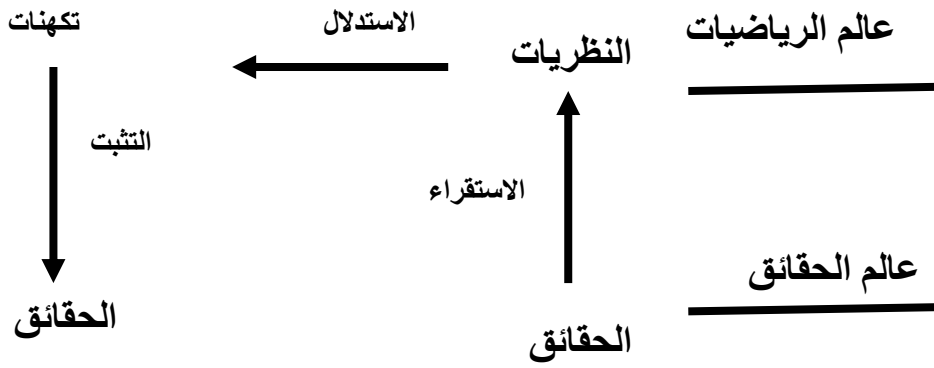 عالم الرياضيات
النظريات
الاستدلال
تكهنات
التثبت
الاستقراء
عالم الحقائق
الحقائق
الحقائق